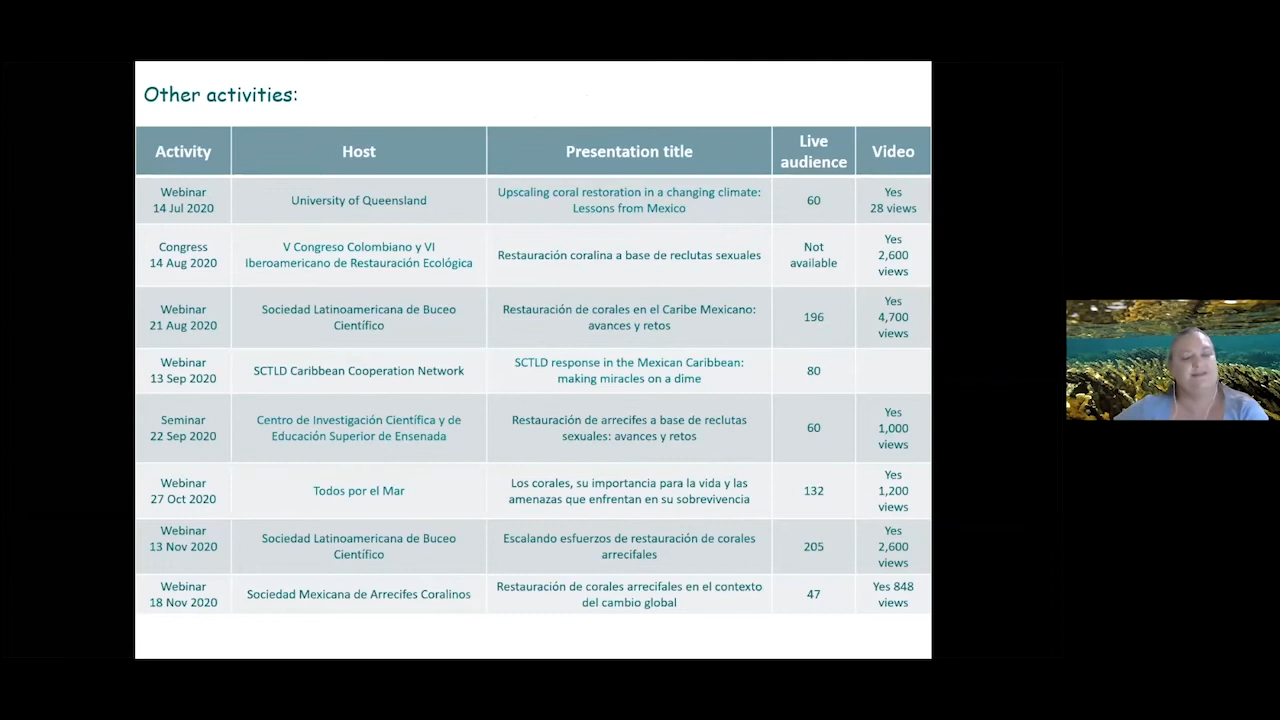 Other activities:
Activity
Host
Presentation title
Live
audience
Video
Webinar
14 Jul 2020
University of Queensland
Upscaling coral restoration in a changing climate:
Lessons from Mexico
60
Yes
28 views
Congress
14 Aug 2020
V Congreso Colombiano y VI
Iberoamericano de Restauración Ecológica
Restauración coralina a base de reclutas sexuales
Not
available
Yes
2,600
views
Webinar
21 Aug 2020
Sociedad Latinoamericana de Buceo
Científico
Restauración de corales en el Caribe Mexicano:
avances y retos
196
Yes
4,700
views
Webinar
13 Sep 2020
SCTLD Caribbean Cooperation Network
SCTLD response in the Mexican Caribbean:
making miracles on a dime
80
Seminar
22 Sep 2020
Centro de Investigación Científica y de
Educación Superior de Ensenada
Restauración de arrecifes a base de reclutas
sexuales: avances y retos
60
Yes
1,000
views
Webinar
27 Oct 2020
Todos por el Mar
Los corales, su importancia para la vida y las
amenazas que enfrentan en su sobrevivencia
132
Yes
1,200
views
Webinar
13 Nov 2020
Sociedad Latinoamericana de Buceo
Científico
Escalando esfuerzos de restauración de corales
arrecifales
205
Yes
2,600
views
Webinar
18 Nov 2020
Sociedad Mexicana de Arrecifes Coralinos
Restauración de corales arrecifales en el contexto
del cambio global
47
Yes 848
views